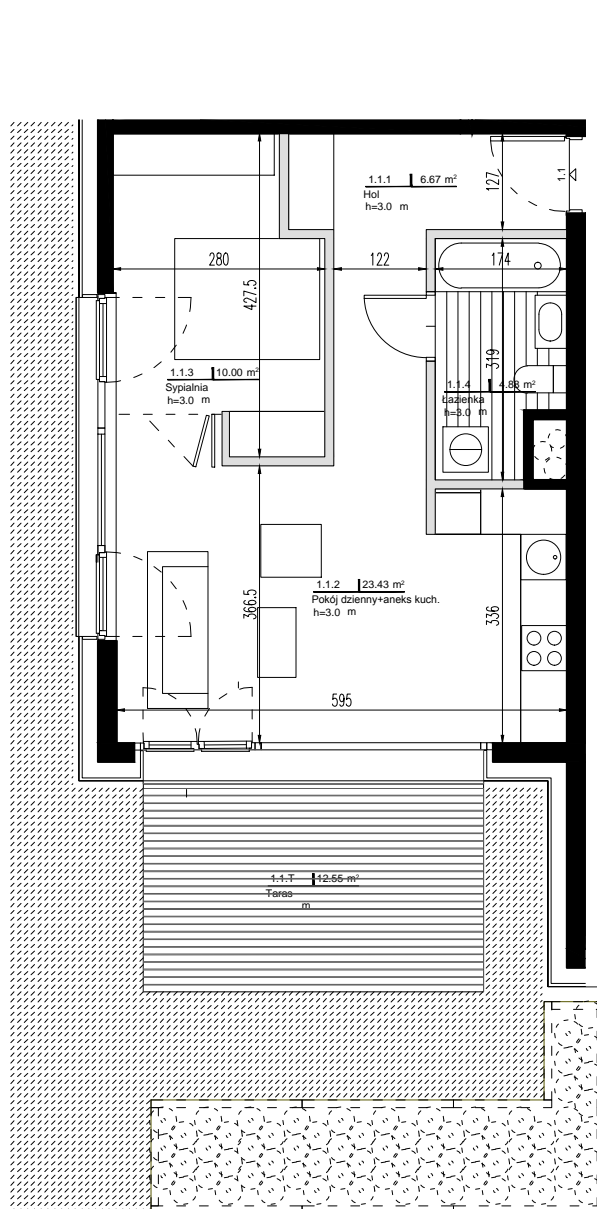 1.1.1 6.67 m²
Hol
h=3.0 m
127
1.1
280
122
174
427.5
319
1.1.3 10.00 m²
Sypialnia
h=3.0 m
1.1.4 4.88 m²
Łazienka
h=3.0 m
1.1.2 23.43 m²
Pokój dzienny+aneks kuch.
h=3.0 m
366.5
336
595
1.1.T 12.55 m²
Taras
m